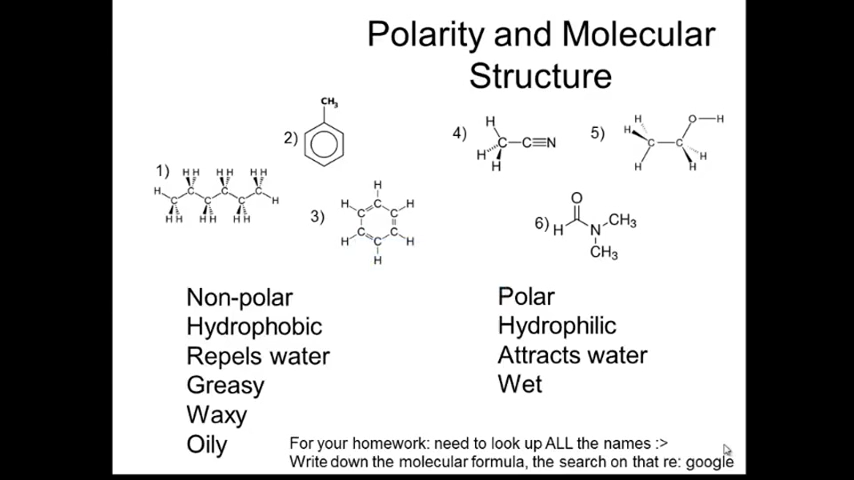 Polarity and Molecular
Structure
1)
H H H H H H
H C C C C C C H
H H H H H H
2)
CH₃
3)
H
H C H
C C
C C
H C H
H
4)
H
C—C≡N
H
H
5)
H O—H
H C C
H H H
6)
O
H N CH₃
CH₃
Non-polar
Hydrophobic
Repels water
Greasy
Waxy
Oily
Polar
Hydrophilic
Attracts water
Wet
For your homework: need to look up ALL the names :>
Write down the molecular formula, the search on that re: google